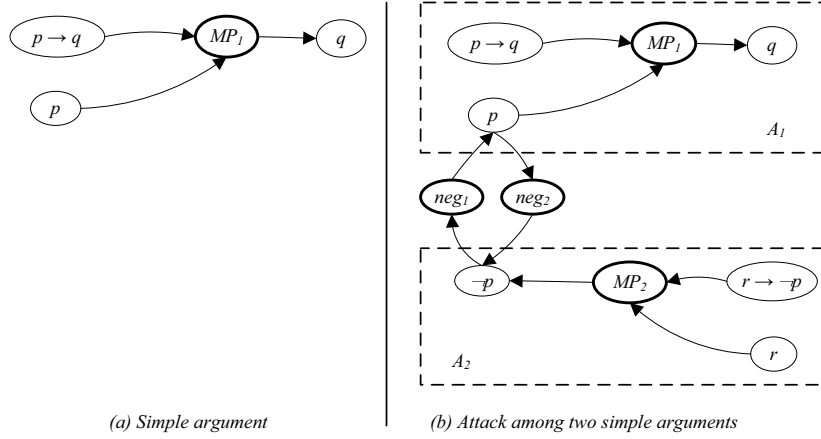 p → q
MP1
q
p
(a) Simple argument
p → q
MP1
q
p
A1
neg1
neg2
¬p
MP2
r → ¬p
r
A2
(b) Attack among two simple arguments